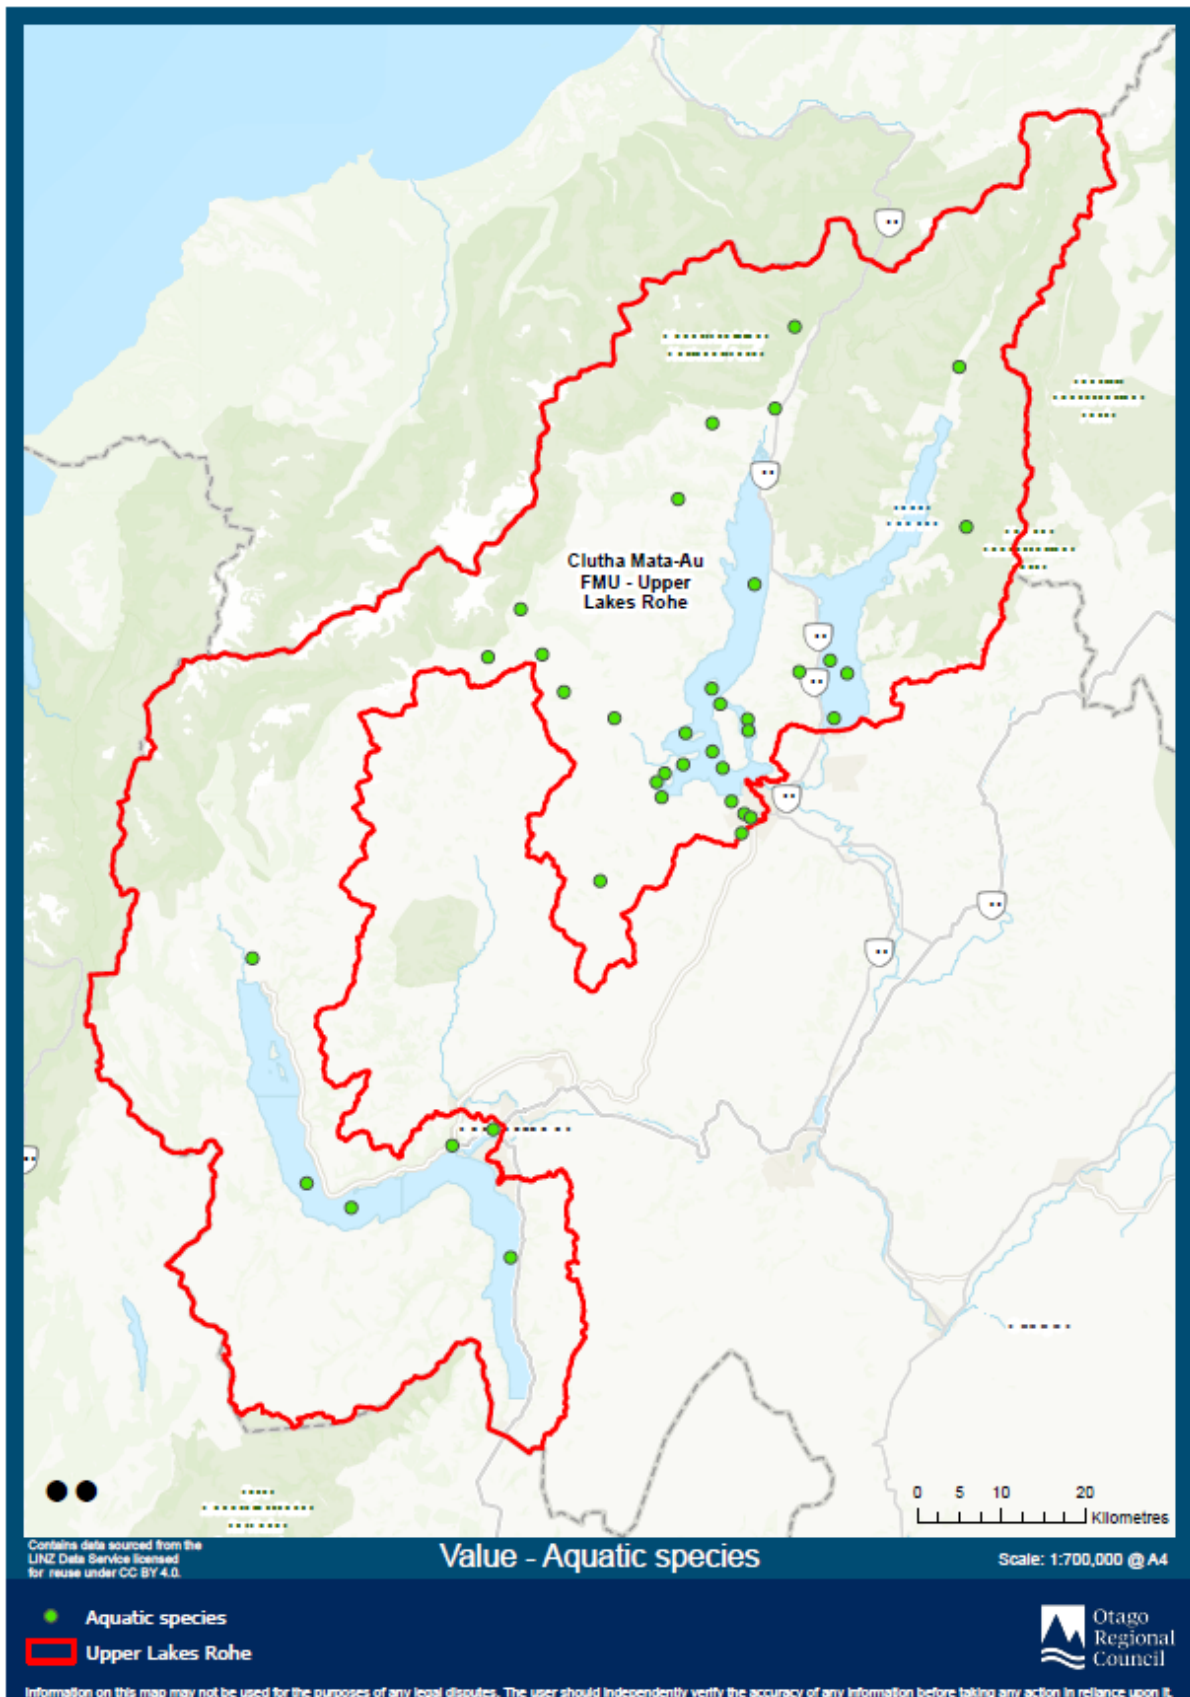 Clutha Mata-Au
FMU - Upper
Lakes Rohe
0 5 10 20
Kilometres
Contains data sourced from the
LINZ Data Service licensed
for reuse under CC BY 4.0.
Value - Aquatic species
Scale: 1:700,000 @ A4
Aquatic species
Upper Lakes Rohe
Otago
Regional
Council
Information on this map may not be used for the purposes of any legal disputes. The user should independently verify the accuracy of any information before taking any action in reliance upon it.